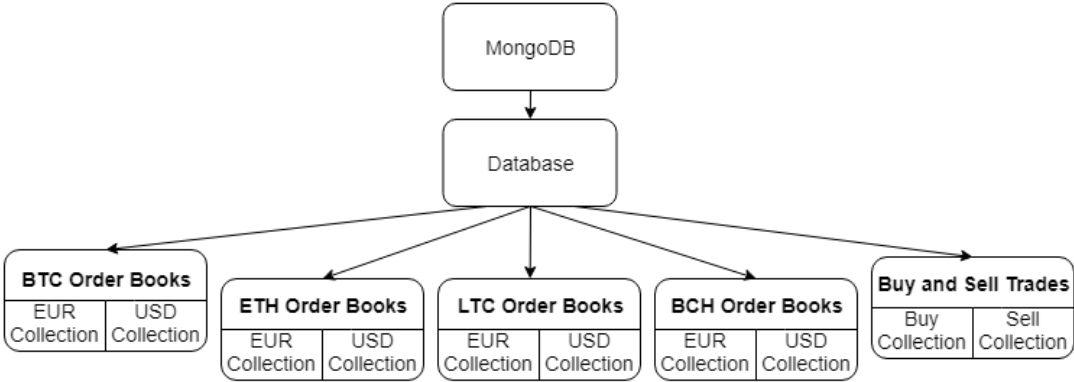 MongoDB
Database
BTC Order Books
EUR
Collection
USD
Collection
ETH Order Books
EUR
Collection
USD
Collection
LTC Order Books
EUR
Collection
USD
Collection
BCH Order Books
EUR
Collection
USD
Collection
Buy and Sell Trades
Buy
Collection
Sell
Collection